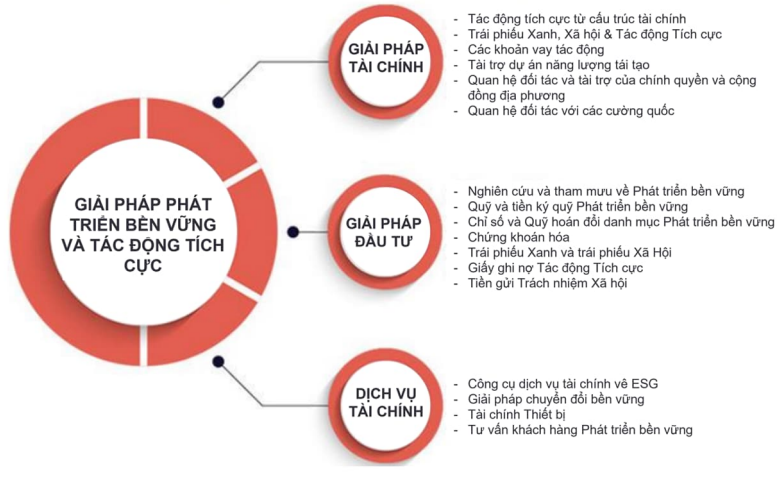 GIẢI PHÁP PHÁT
TRIỂN BỀN VỮNG
VÀ TÁC ĐỘNG TÍCH
CỰC
GIẢI PHÁP
TÀI CHÍNH
- Tác động tích cực từ cấu trúc tài chính
- Trái phiếu Xanh, Xã hội & Tác động Tích cực
- Các khoản vay tác động
- Tài trợ dự án năng lượng tái tạo
- Quan hệ đối tác và tài trợ của chính quyền và cộng
đồng địa phương
- Quan hệ đối tác với các cường quốc
GIẢI PHÁP
ĐẦU TƯ
- Nghiên cứu và tham mưu về Phát triển bền vững
- Quỹ và tiền ký quỹ Phát triển bền vững
- Chỉ số và Quỹ hoán đổi danh mục Phát triển bền vững
- Chứng khoán hóa
- Trái phiếu Xanh và trái phiếu Xã Hội
- Giấy ghi nợ Tác động Tích cực
- Tiền gửi Trách nhiệm Xã hội
DỊCH VỤ
TÀI CHÍNH
- Công cụ dịch vụ tài chính vê ESG
- Giải pháp chuyển đổi bền vững
- Tài chính Thiết bị
- Tư vấn khách hàng Phát triển bền vững